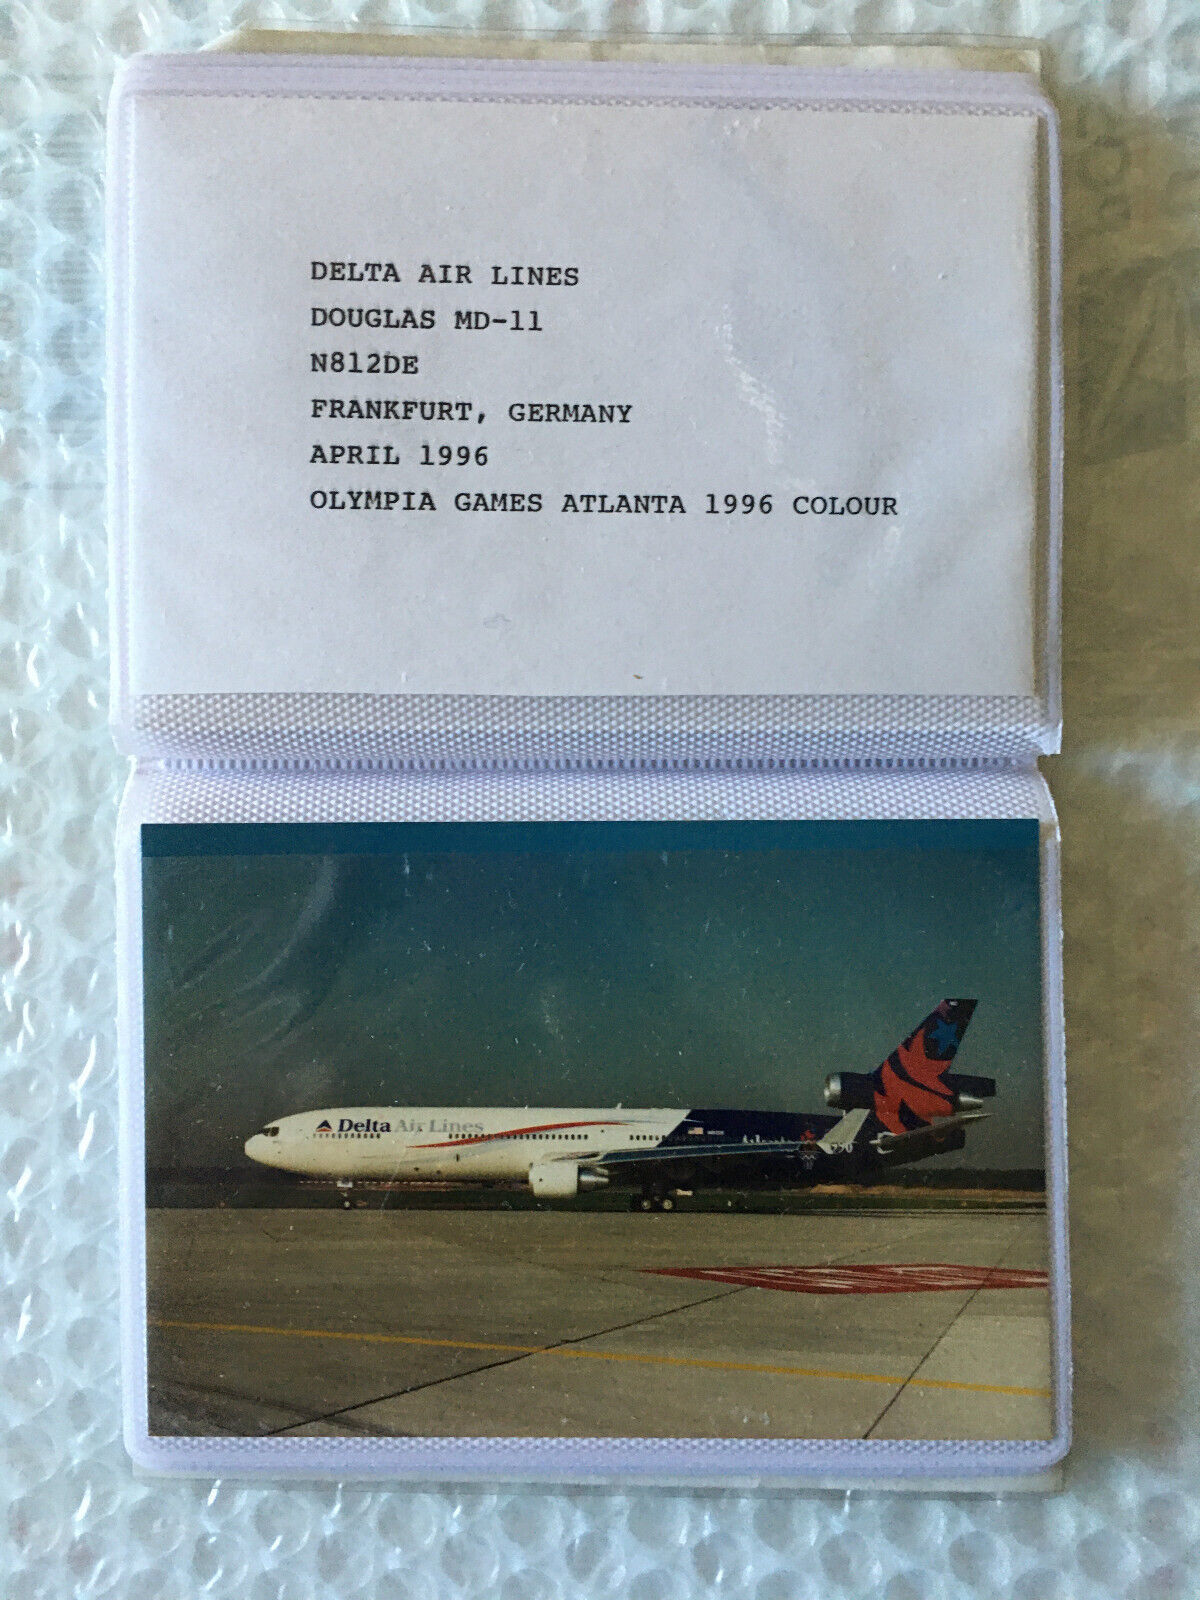 DELTA AIR LINES
DOUGLAS MD-11
N812DE
FRANKFURT, GERMANY
APRIL 1996
OLYMPIA GAMES ATLANTA 1996 COLOUR
Delta Air Lines